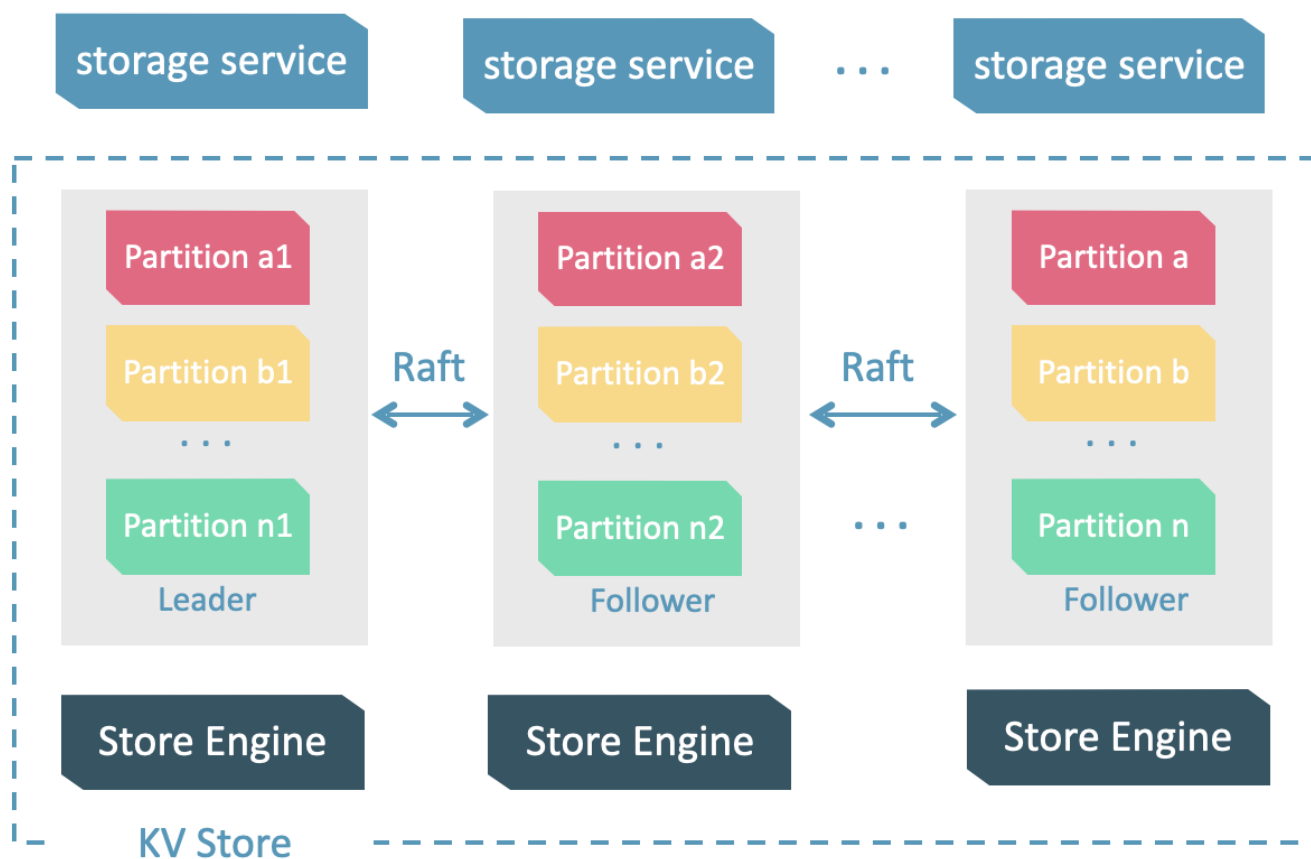 storage service
storage service
. . .
storage service
Partition a1
Partition a2
Partition a
Partition b1
Raft
Partition b2
Raft
Partition b
. . .
. . .
. . .
Partition n1
Partition n2
. . .
Partition n
Leader
Follower
Follower
Store Engine
Store Engine
Store Engine
KV Store